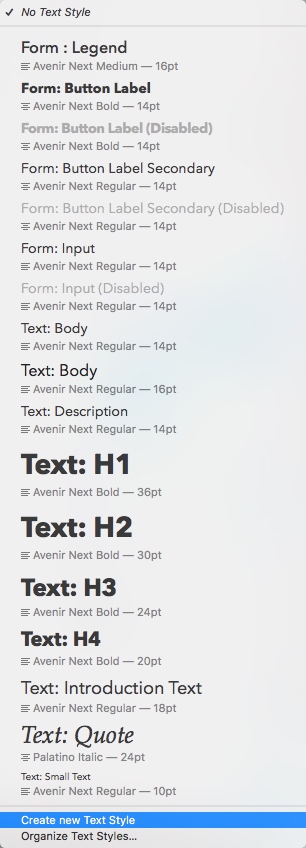 ✓ No Text Style
Form : Legend
Avenir Next Medium — 16pt
Form: Button Label
Avenir Next Bold — 14pt
Form: Button Label (Disabled)
Avenir Next Bold — 14pt
Form: Button Label Secondary
Avenir Next Regular — 14pt
Form: Button Label Secondary (Disabled)
Avenir Next Regular — 14pt
Form: Input
Avenir Next Regular — 14pt
Form: Input (Disabled)
Avenir Next Regular — 14pt
Text: Body
Avenir Next Regular — 14pt
Text: Body
Avenir Next Regular — 16pt
Text: Description
Avenir Next Regular — 14pt
Text: H1
Avenir Next Bold — 36pt
Text: H2
Avenir Next Bold — 30pt
Text: H3
Avenir Next Bold — 24pt
Text: H4
Avenir Next Bold — 20pt
Text: Introduction Text
Avenir Next Regular — 18pt
Text: Quote
Palatino Italic — 24pt
Text: Small Text
Avenir Next Regular — 10pt
Create new Text Style
Organize Text Styles...